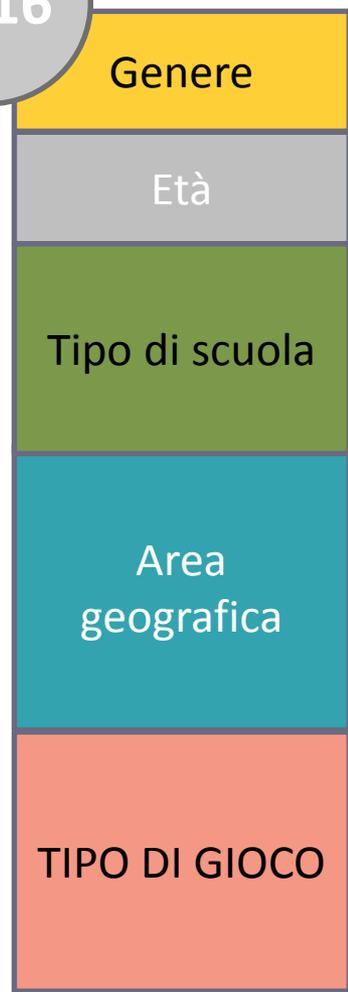 16
Genere
Età
Tipo di scuola
Area
geografica
TIPO DI GIOCO